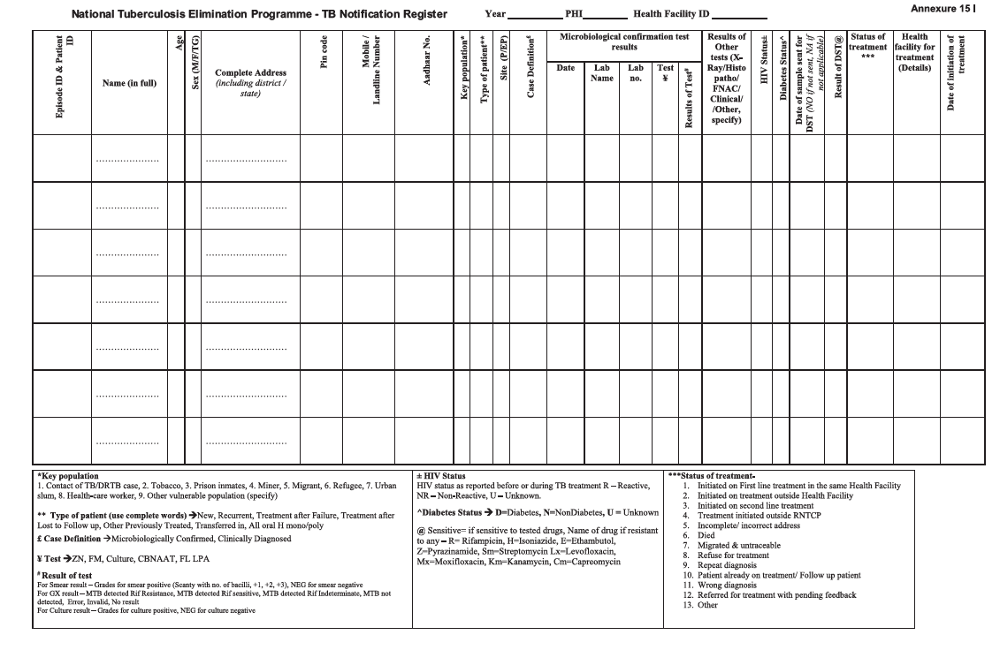 National Tuberculosis Elimination Programme - TB Notification Register Year ________ PHI________ Health Facility ID __________ Annexure 15 I
Episode ID & Patient
ID
Name (in full)
Age
Sex (M/F/TG)
Complete Address
(including district /
state)
Pin code
Mobile /
Landline Number
Aadhaar No.
Key population*
Type of patient**
Site (P/EP)
Case Definition£
Microbiological confirmation test
results
Date
Lab
Name
Lab
no.
Test
¥
Results of Test#
Results of
Other
tests (X-
Ray/Histo
patho/
FNAC/
Clinical/
/Other,
specify)
HIV Status±
Diabetes Status^
Date of sample sent for
DST (NO if not sent, NA if
not applicable)
Result of DST@
Status of
treatment
***
Health
facility for
treatment
(Details)
Date of initiation of
treatment
*Key population
1. Contact of TB/DRTB case, 2. Tobacco, 3. Prison inmates, 4. Miner, 5. Migrant, 6. Refugee, 7. Urban
slum, 8. Health-care worker, 9. Other vulnerable population (specify)
** Type of patient (use complete words) ➔New, Recurrent, Treatment after Failure, Treatment after
Lost to Follow up, Other Previously Treated, Transferred in, All oral H mono/poly
£ Case Definition ➔Microbiologically Confirmed, Clinically Diagnosed
¥ Test ➔ZN, FM, Culture, CBNAAT, FL LPA
# Result of test
For Smear result – Grades for smear positive (Scanty with no. of bacilli, +1, +2, +3), NEG for smear negative
For GX result – MTB detected Rif Resistance, MTB detected Rif sensitive, MTB detected Rif Indeterminate, MTB not
detected, Error, Invalid, No result
For Culture result – Grades for culture positive, NEG for culture negative
± HIV Status
HIV status as reported before or during TB treatment R – Reactive,
NR – Non-Reactive, U – Unknown.
^Diabetes Status ➔ D=Diabetes, N=NonDiabetes, U = Unknown
@ Sensitive= if sensitive to tested drugs, Name of drug if resistant
to any – R= Rifampicin, H=Isoniazide, E=Ethambutol,
Z=Pyrazinamide, Sm=Streptomycin Lx=Levofloxacin,
Mx=Moxifloxacin, Km=Kanamycin, Cm=Capreomycin
***Status of treatment-
1. Initiated on First line treatment in the same Health Facility
2. Initiated on treatment outside Health Facility
3. Initiated on second line treatment
4. Treatment initiated outside RNTCP
5. Incomplete/ incorrect address
6. Died
7. Migrated & untraceable
8. Refuse for treatment
9. Repeat diagnosis
10. Patient already on treatment/ Follow up patient
11. Wrong diagnosis
12. Referred for treatment with pending feedback
13. Other